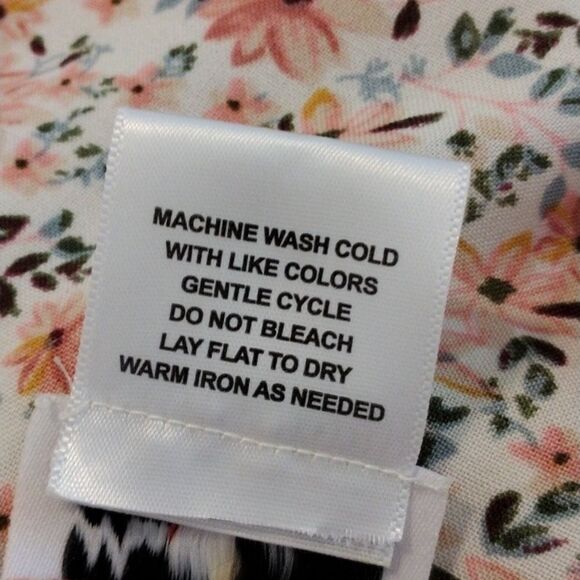 MACHINE WASH COLD
WITH LIKE COLORS
GENTLE CYCLE
DO NOT BLEACH
LAY FLAT TO DRY
WARM IRON AS NEEDED